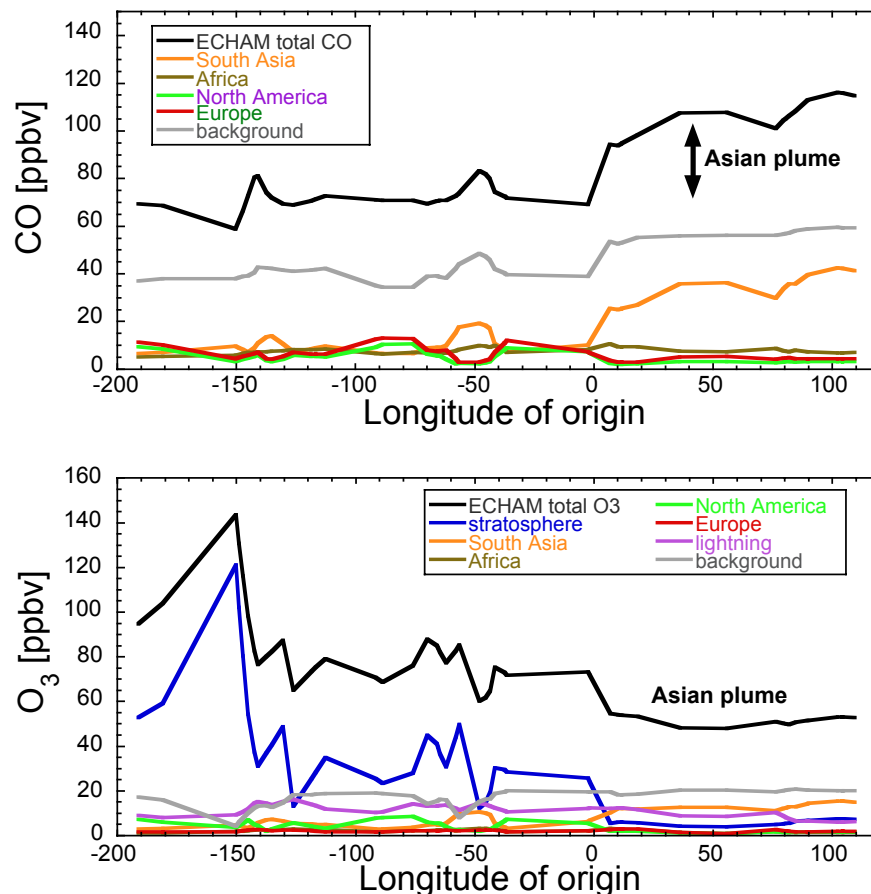 140
120
100
80
60
40
20
0
CO [ppbv]
ECHAM total CO
South Asia
Africa
North America
Europe
background
Asian plume
-200 -150 -100 -50 0 50 100
Longitude of origin
160
140
120
100
80
60
40
20
0
O3 [ppbv]
ECHAM total O3
stratosphere
South Asia
Africa
North America
Europe
lightning
background
Asian plume
-200 -150 -100 -50 0 50 100
Longitude of origin